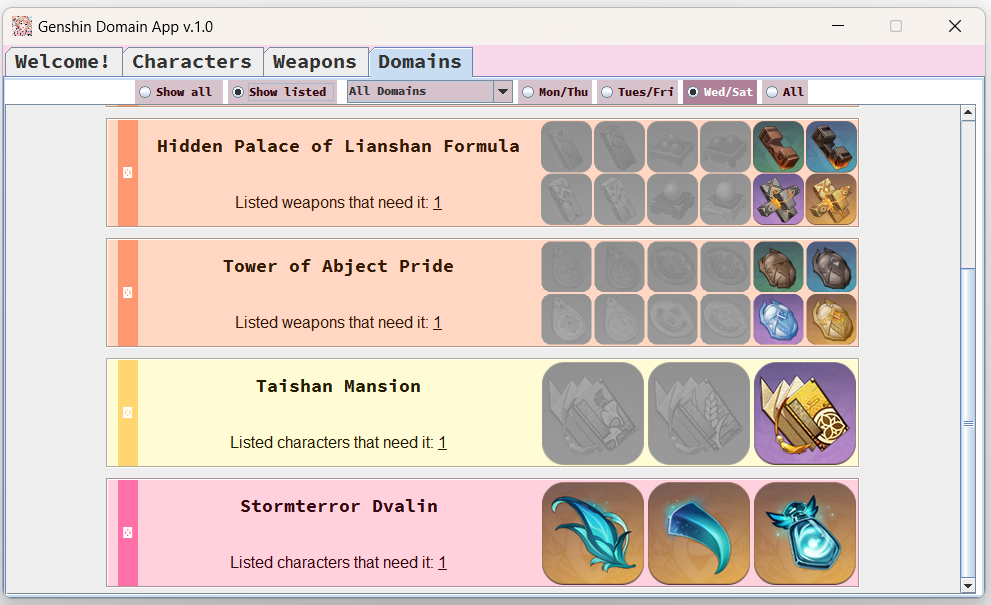 Genshin Domain App v.1.0
Welcome! Characters Weapons Domains
Show all Show listed All Domains Mon/Thu Tues/Fri Wed/Sat All
Hidden Palace of Lianshan Formula
Listed weapons that need it: 1
Tower of Abject Pride
Listed weapons that need it: 1
Taishan Mansion
Listed characters that need it: 1
Stormterror Dvalin
Listed characters that need it: 1